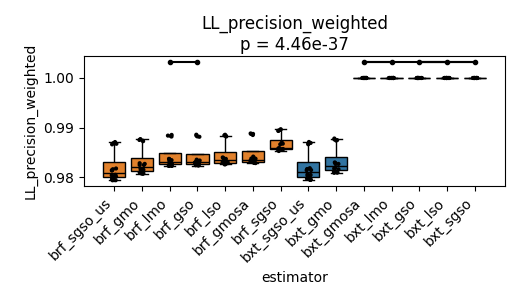 LL_precision_weighted
p = 4.46e-37
LL_precision_weighted
1.00
0.99
0.98
brf_sgso_us
brf_gmo
brf_lmo
brf_gso
brf_lso
brf_gmosa
brf_sgso
bxt_sgso_us
bxt_gmo
bxt_gmosa
bxt_lmo
bxt_gso
bxt_lso
bxt_sgso
estimator